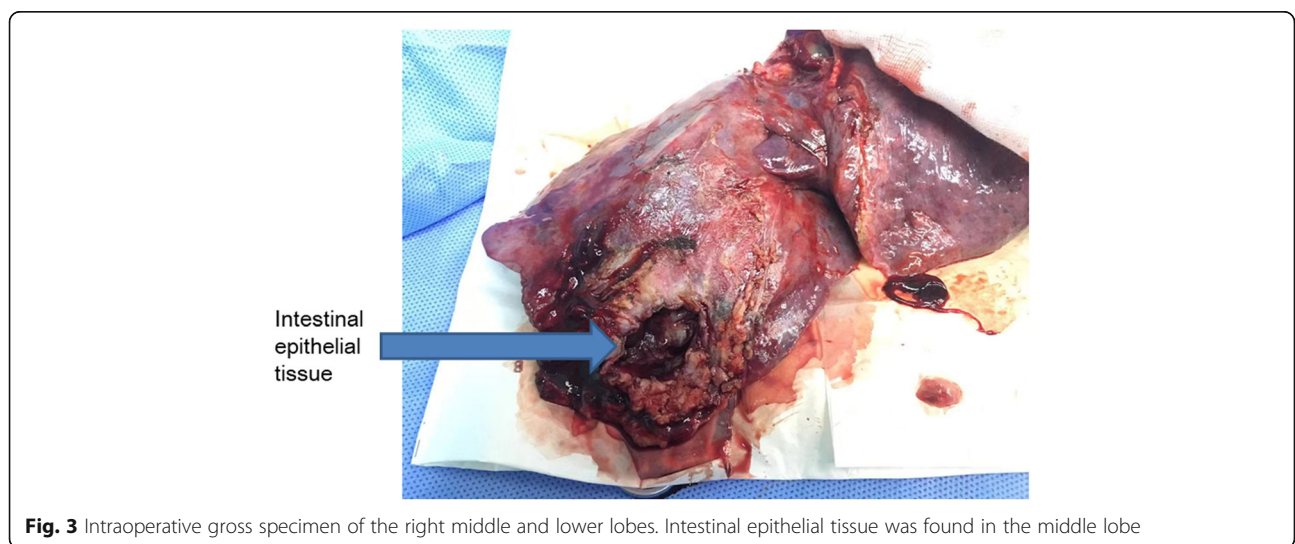 Intestinal
epithelial
tissue
Fig. 3 Intraoperative gross specimen of the right middle and lower lobes. Intestinal epithelial tissue was found in the middle lobe